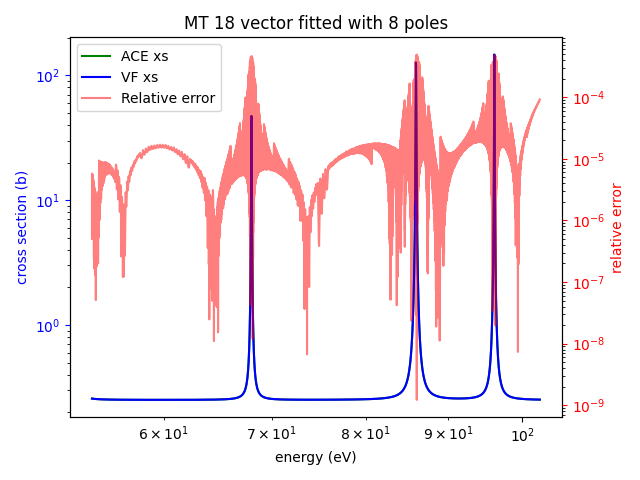 MT 18 vector fitted with 8 poles
ACE xs
VF xs
Relative error
cross section (b)
10²
10¹
10⁰
relative error
10⁻⁴
10⁻⁵
10⁻⁶
10⁻⁷
10⁻⁸
10⁻⁹
6 × 10¹ 7 × 10¹ 8 × 10¹ 9 × 10¹ 10²
energy (eV)